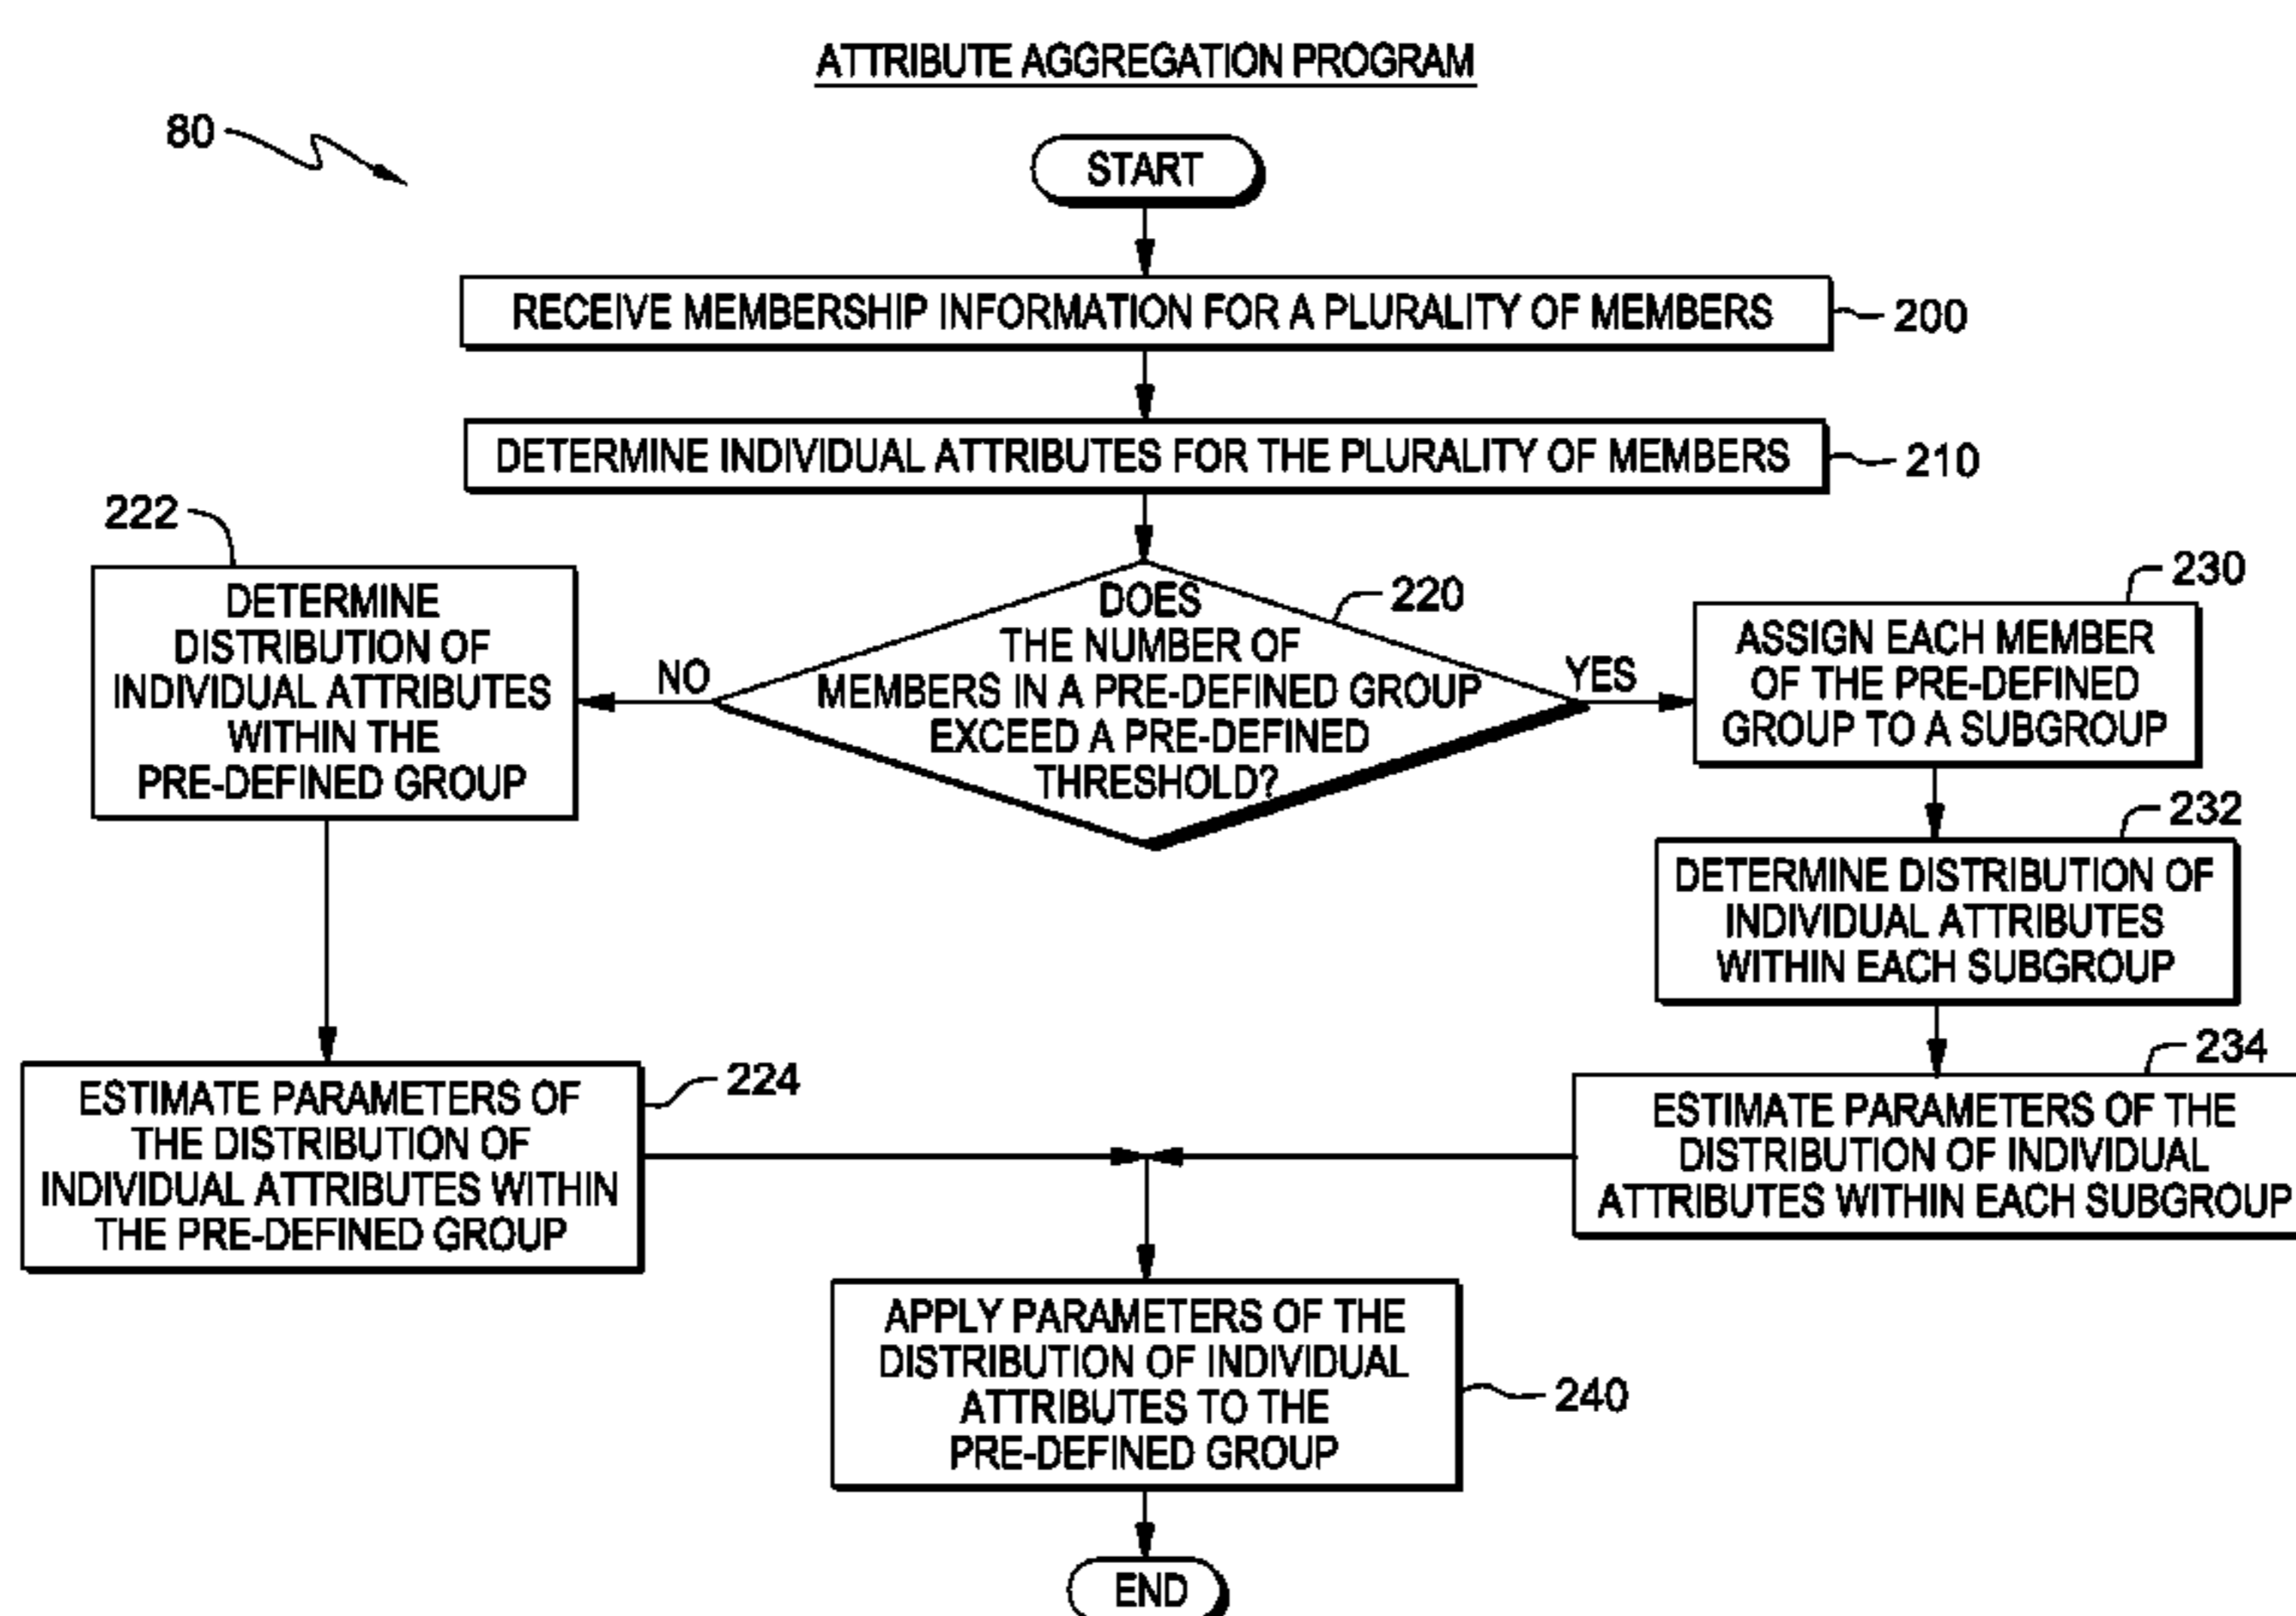 ATTRIBUTE AGGREGATION PROGRAM
80
START
RECEIVE MEMBERSHIP INFORMATION FOR A PLURALITY OF MEMBERS
200
DETERMINE INDIVIDUAL ATTRIBUTES FOR THE PLURALITY OF MEMBERS
210
222
DETERMINE
DISTRIBUTION OF
INDIVIDUAL ATTRIBUTES
WITHIN THE
PRE-DEFINED GROUP
NO
DOES
THE NUMBER OF
MEMBERS IN A PRE-DEFINED GROUP
EXCEED A PRE-DEFINED
THRESHOLD?
220
YES
230
ASSIGN EACH MEMBER
OF THE PRE-DEFINED
GROUP TO A SUBGROUP
232
DETERMINE DISTRIBUTION OF
INDIVIDUAL ATTRIBUTES
WITHIN EACH SUBGROUP
ESTIMATE PARAMETERS OF
THE DISTRIBUTION OF
INDIVIDUAL ATTRIBUTES WITHIN
THE PRE-DEFINED GROUP
224
234
ESTIMATE PARAMETERS OF THE
DISTRIBUTION OF INDIVIDUAL
ATTRIBUTES WITHIN EACH SUBGROUP
APPLY PARAMETERS OF THE
DISTRIBUTION OF INDIVIDUAL
ATTRIBUTES TO THE
PRE-DEFINED GROUP
240
END